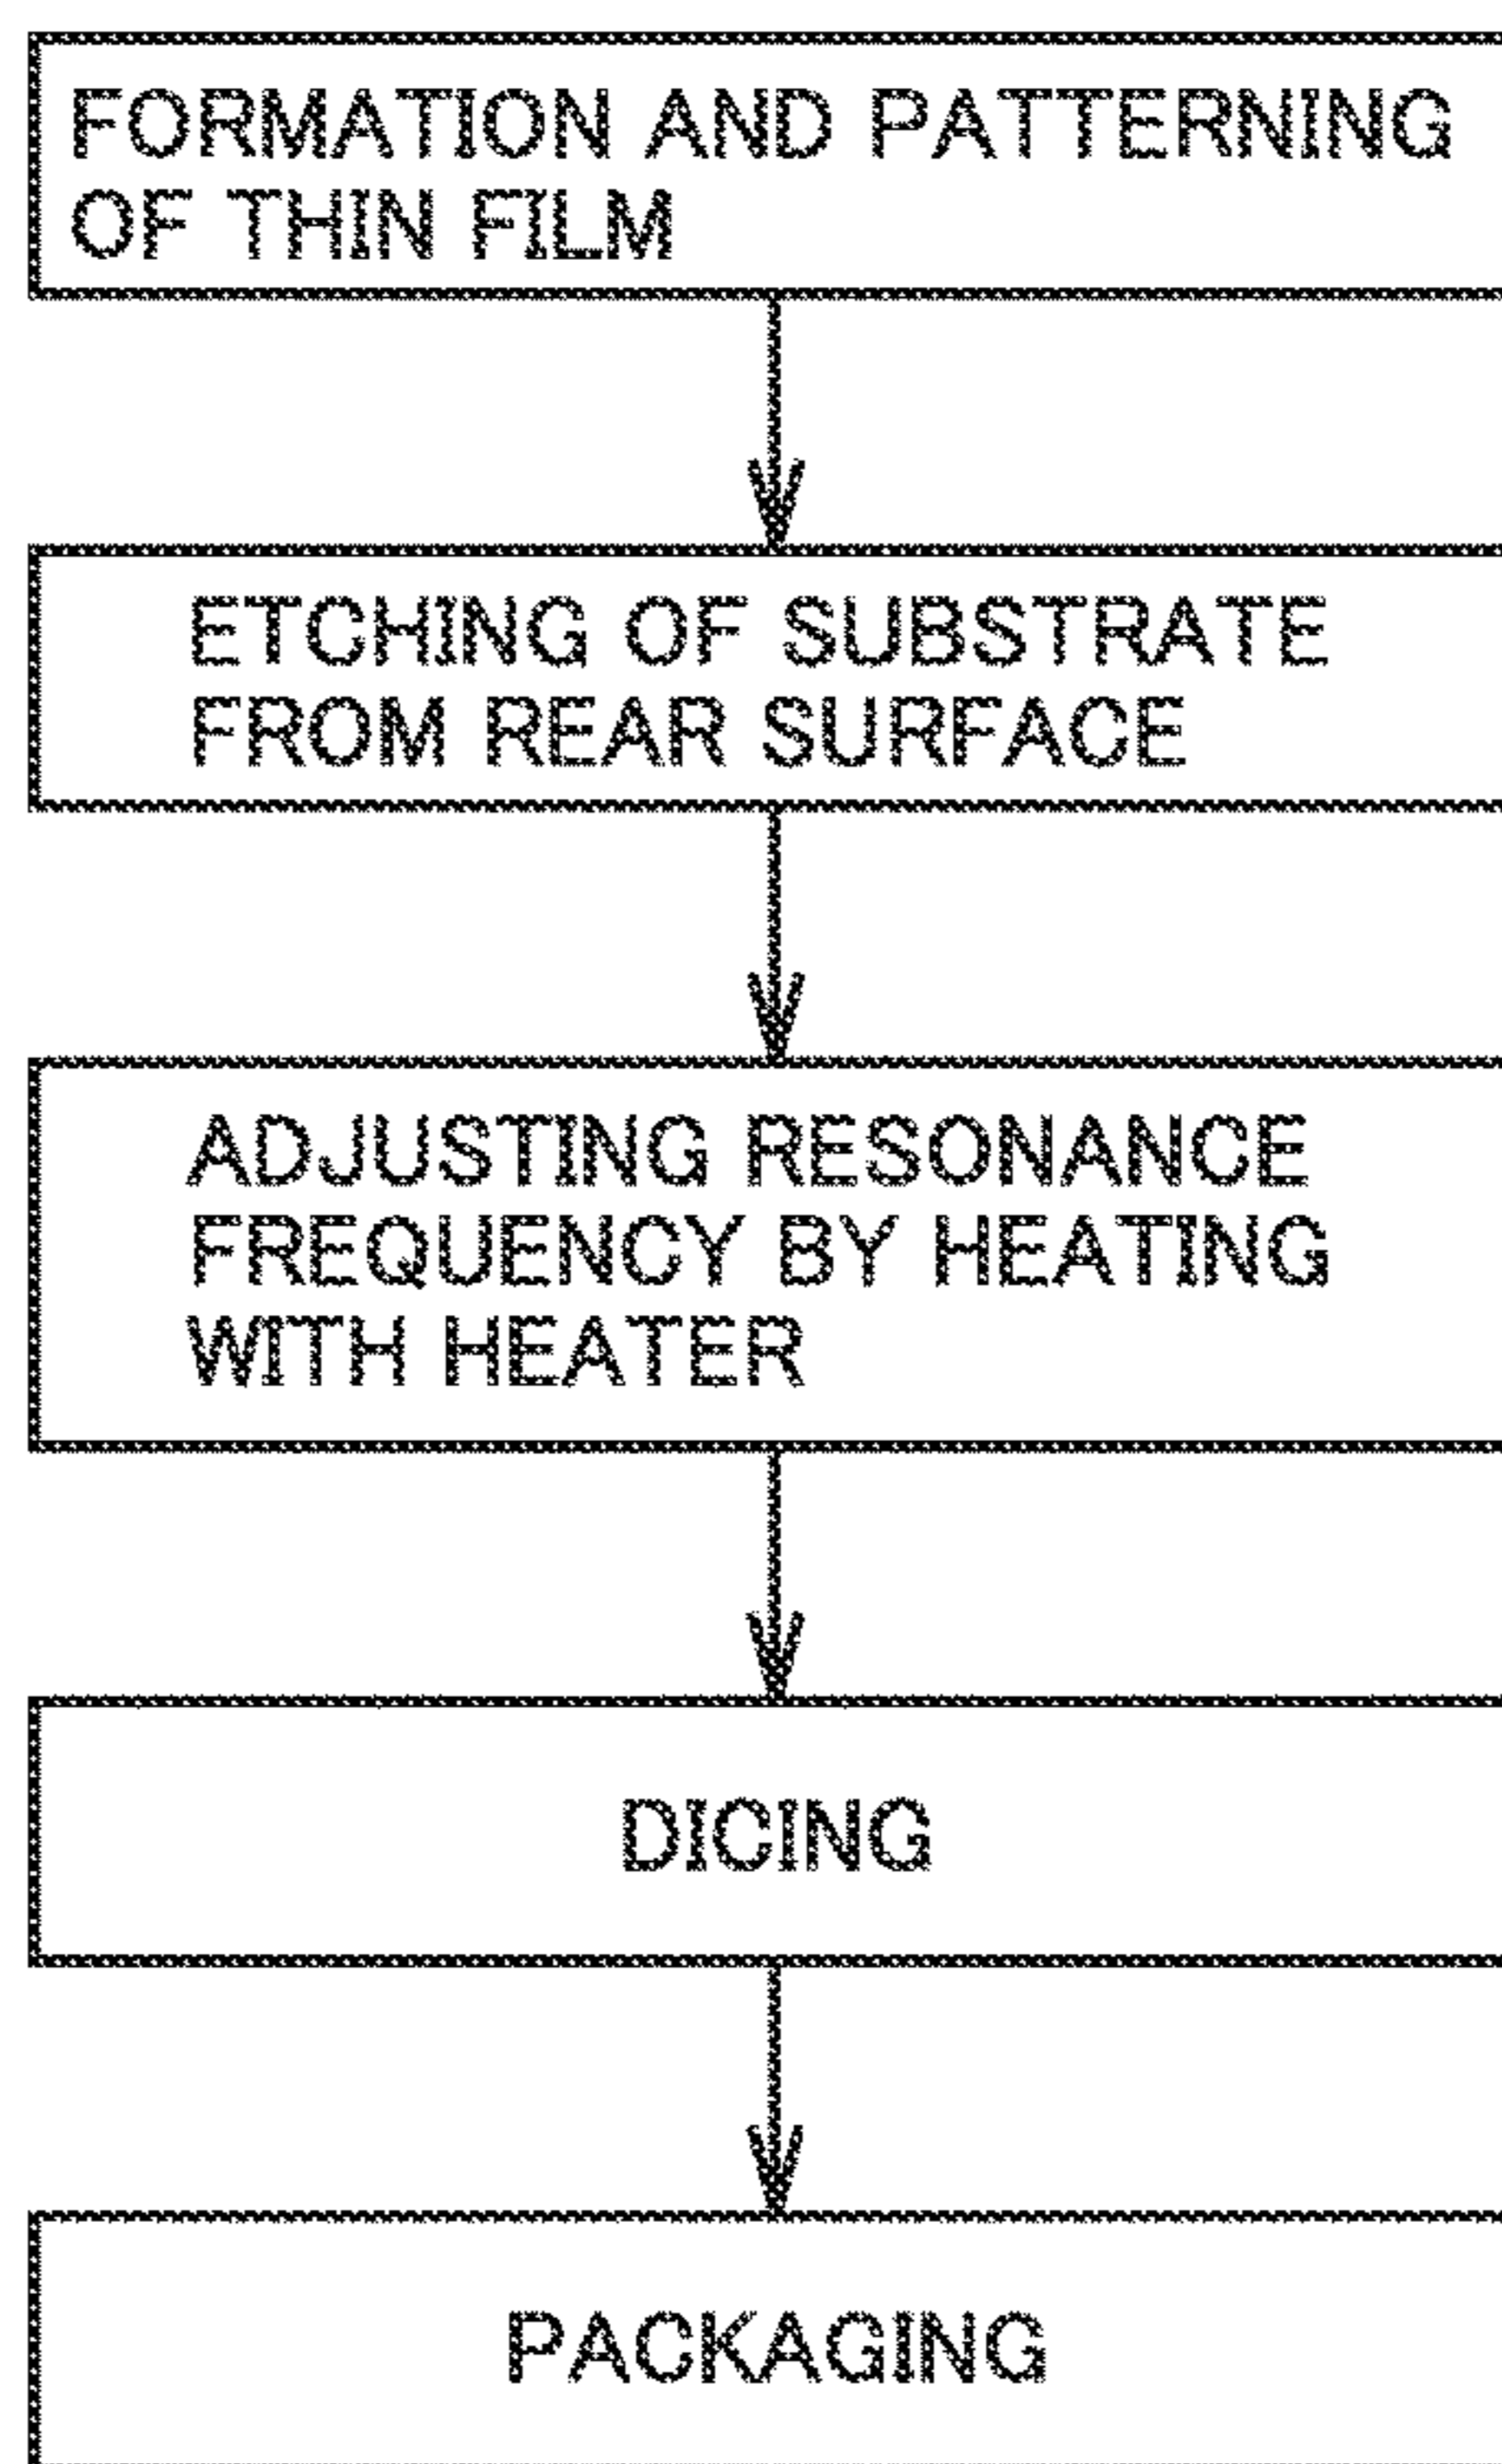 FORMATION AND PATTERNING
OF THIN FILM
ETCHING OF SUBSTRATE
FROM REAR SURFACE
ADJUSTING RESONANCE
FREQUENCY BY HEATING
WITH HEATER
DICING
PACKAGING